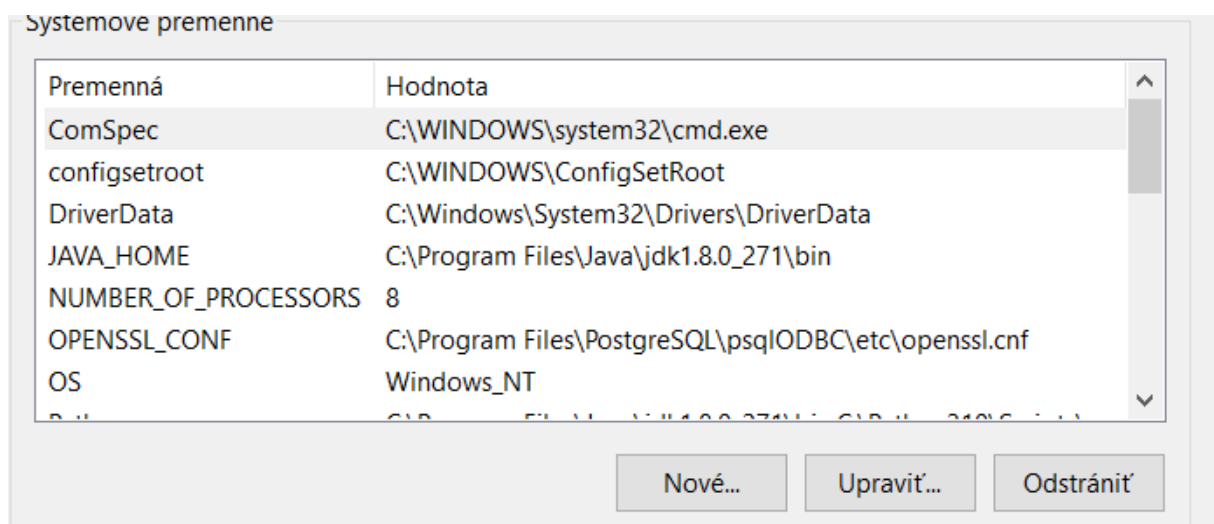 Systémové premenné
Premenná Hodnota
ComSpec C:\WINDOWS\system32\cmd.exe
configsetroot C:\WINDOWS\ConfigSetRoot
DriverData C:\Windows\System32\Drivers\DriverData
JAVA_HOME C:\Program Files\Java\jdk1.8.0_271\bin
NUMBER_OF_PROCESSORS 8
OPENSSL_CONF C:\Program Files\PostgreSQL\psqlODBC\etc\openssl.cnf
OS Windows_NT
Nové... Upraviť... Odstrániť